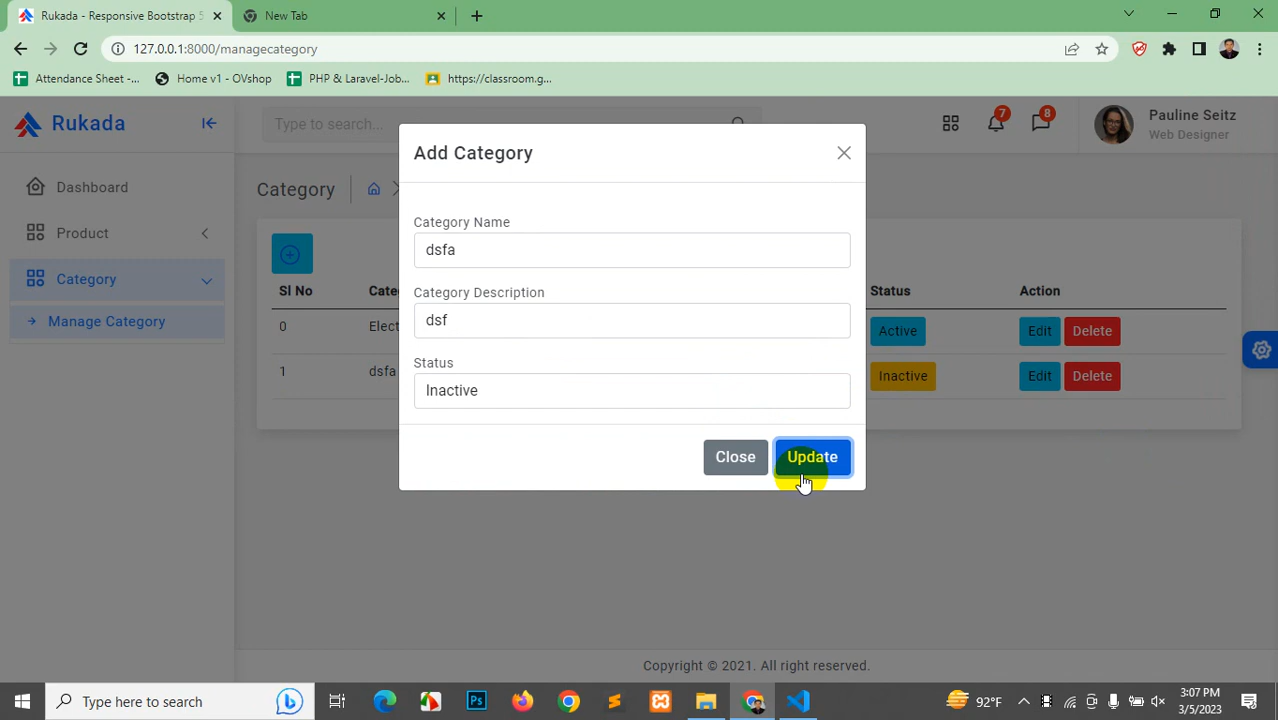 Rukada - Responsive Bootstrap 5
New Tab
127.0.0.1:8000/managecategory
Attendance Sheet -...
Home v1 - OVshop
PHP & Laravel-Job...
https://classroom.g...
Rukada
Type to search...
7
8
Pauline Seitz
Web Designer
Dashboard
Product
Category
Manage Category
Category
Add Category
Category Name
dsfa
Category Description
dsf
Status
Inactive
Close
Update
Sl No
Cate
Status
Action
0
Elect
Active
Edit
Delete
1
dsfa
Inactive
Edit
Delete
Copyright © 2021. All right reserved.
Type here to search
Ps
92°F
3:07 PM
3/5/2023